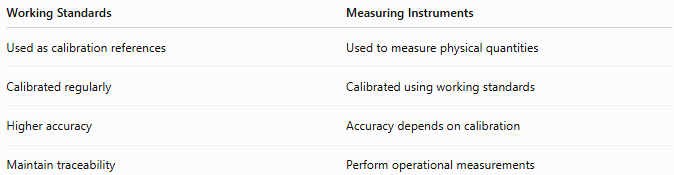 Working Standards Measuring Instruments
Used as calibration references Used to measure physical quantities
Calibrated regularly Calibrated using working standards
Higher accuracy Accuracy depends on calibration
Maintain traceability Perform operational measurements